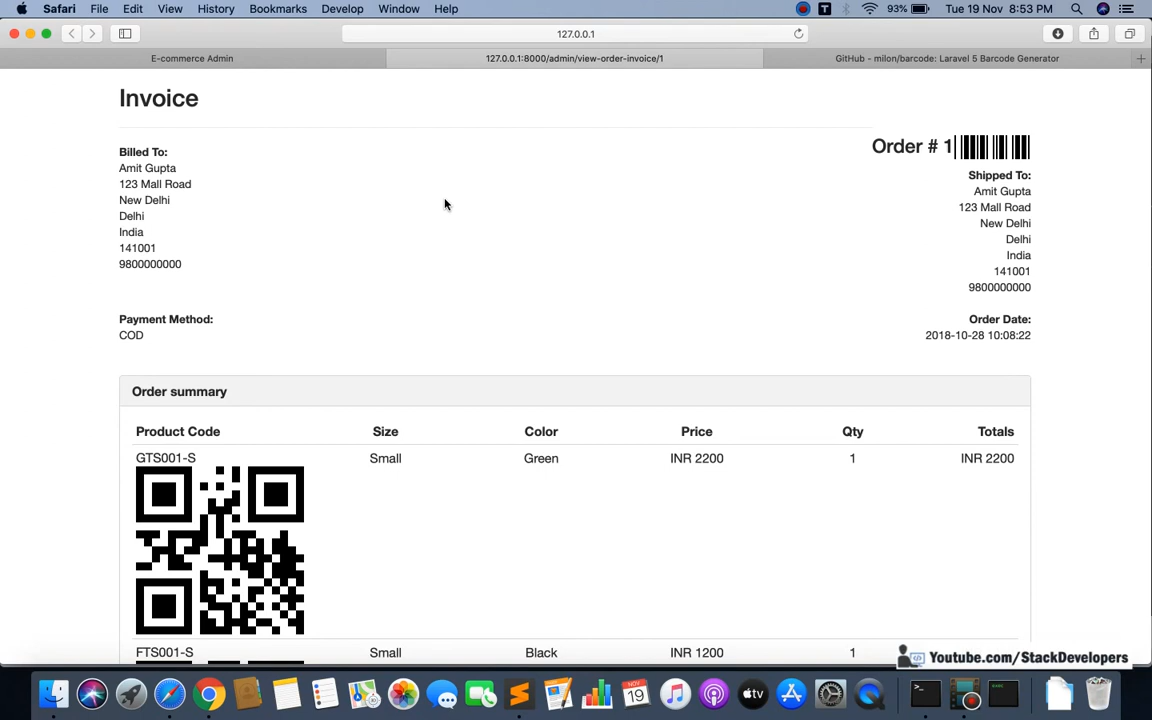 Safari File Edit View History Bookmarks Develop Window Help 93% Tue 19 Nov 8:53 PM
127.0.0.1
E-commerce Admin 127.0.0.1:8000/admin/view-order-invoice/1 GitHub - milon/barcode: Laravel 5 Barcode Generator
Invoice
Order # 1
Billed To:
Amit Gupta
123 Mall Road
New Delhi
Delhi
India
141001
9800000000
Shipped To:
Amit Gupta
123 Mall Road
New Delhi
Delhi
India
141001
9800000000
Payment Method:
COD
Order Date:
2018-10-28 10:08:22
Order summary
Product Code Size Color Price Qty Totals
GTS001-S Small Green INR 2200 1 INR 2200
FTS001-S Small Black INR 1200 1
Youtube.com/StackDevelopers
NOV
19
tv